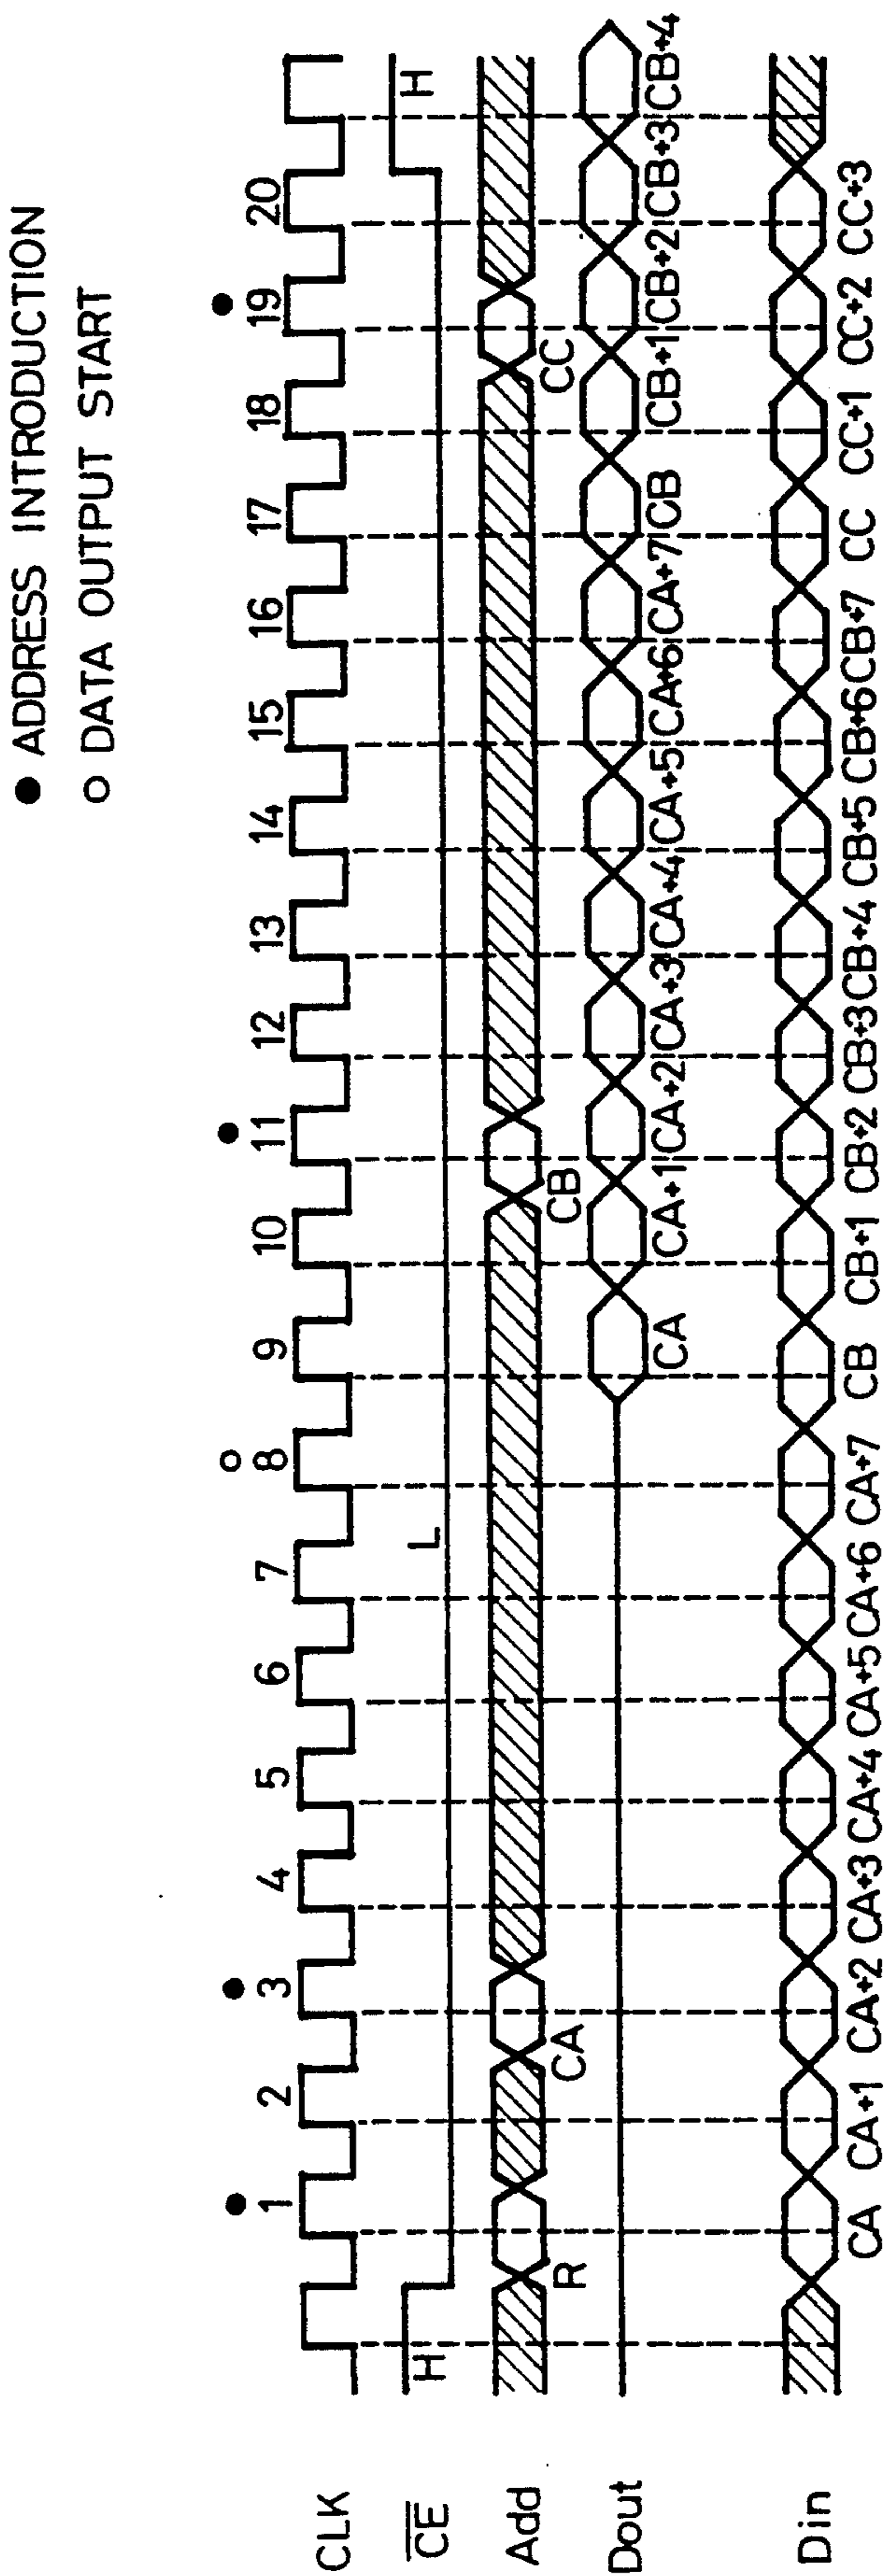 ● ADDRESS INTRODUCTION
○ DATA OUTPUT START
1 2 3 4 5 6 7 8 9 10 11 12 13 14 15 16 17 18 19 20
CLK
CE H L H
Add R CA CB CC
Dout CA CA+1 CA+2 CA+3 CA+4 CA+5 CA+6 CA+7 CB CB+1 CB+2 CB+3 CB+4
Din CA CA+1 CA+2 CA+3 CA+4 CA+5 CA+6 CA+7 CB CB+1 CB+2 CB+3 CB+4 CB+5 CB+6 CB+7 CC CC+1 CC+2 CC+3